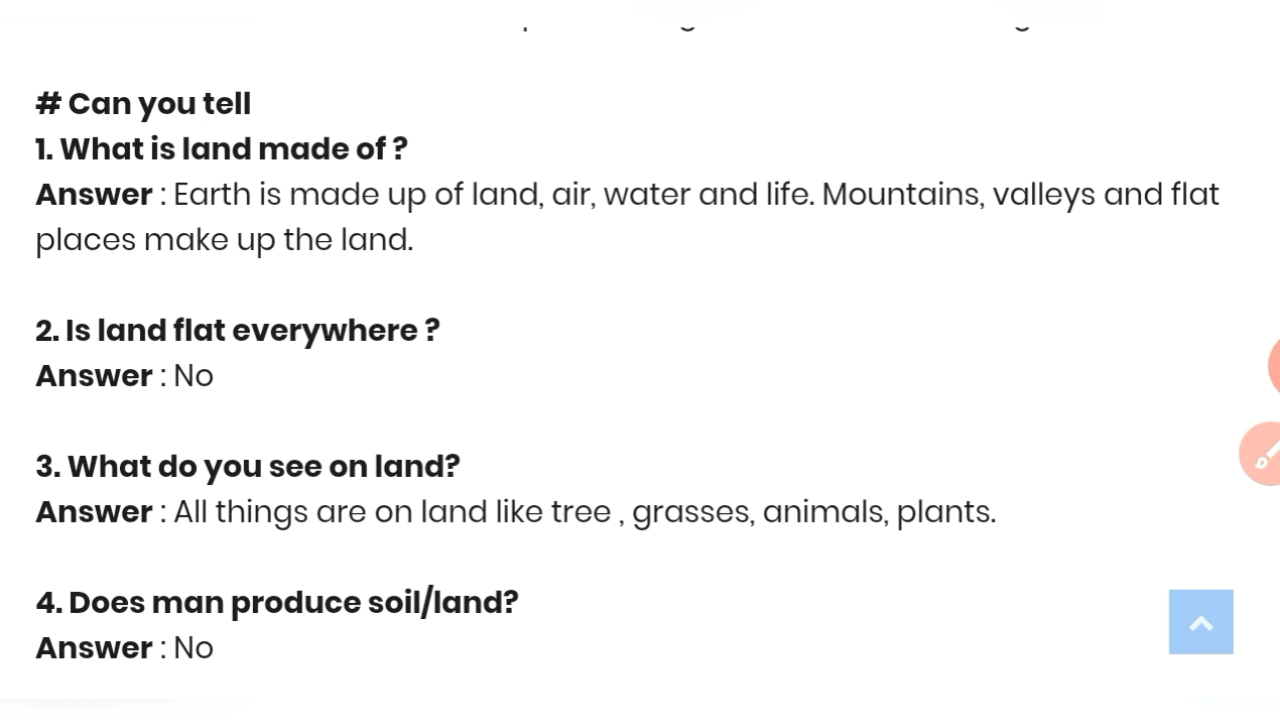 # Can you tell
1. What is land made of ?
Answer : Earth is made up of land, air, water and life. Mountains, valleys and flat
places make up the land.
2. Is land flat everywhere ?
Answer : No
3. What do you see on land?
Answer : All things are on land like tree , grasses, animals, plants.
4. Does man produce soil/land?
Answer : No